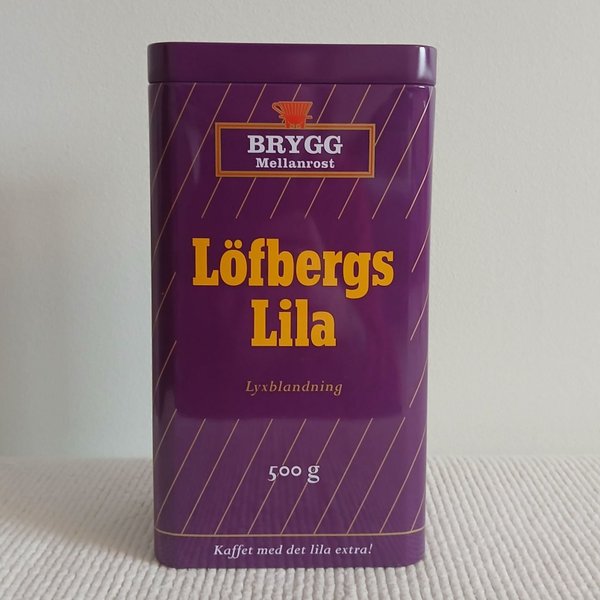 BRYGG
Mellanrost
Löfbergs
Lila
Lyxblandning
500 g
Kaffet med det lila extra!